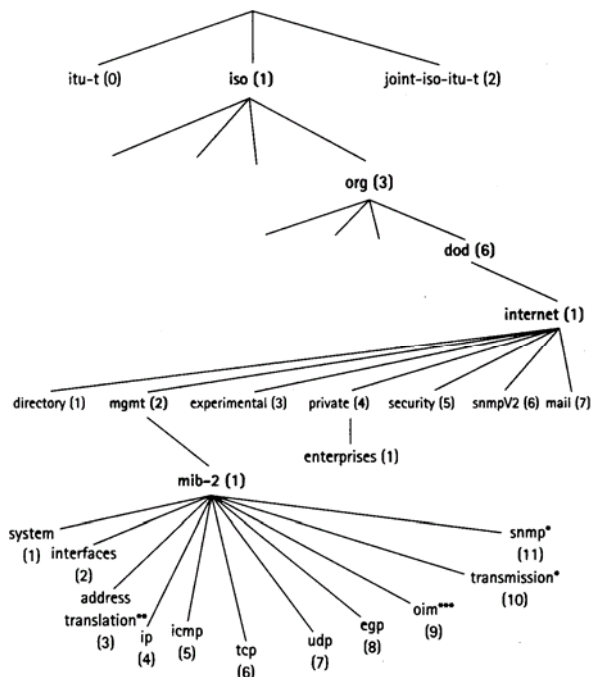 itu-t (0) iso (1) joint-iso-itu-t (2)
org (3)
dod (6)
internet (1)
directory (1) mgmt (2) experimental (3) private (4) security (5) snmpV2 (6) mail (7)
enterprises (1)
mib-2 (1)
system
(1)
interfaces
(2)
address
translation**
(3)
ip
(4)
icmp
(5)
tcp
(6)
udp
(7)
egp
(8)
oim***
(9)
transmission*
(10)
snmp*
(11)